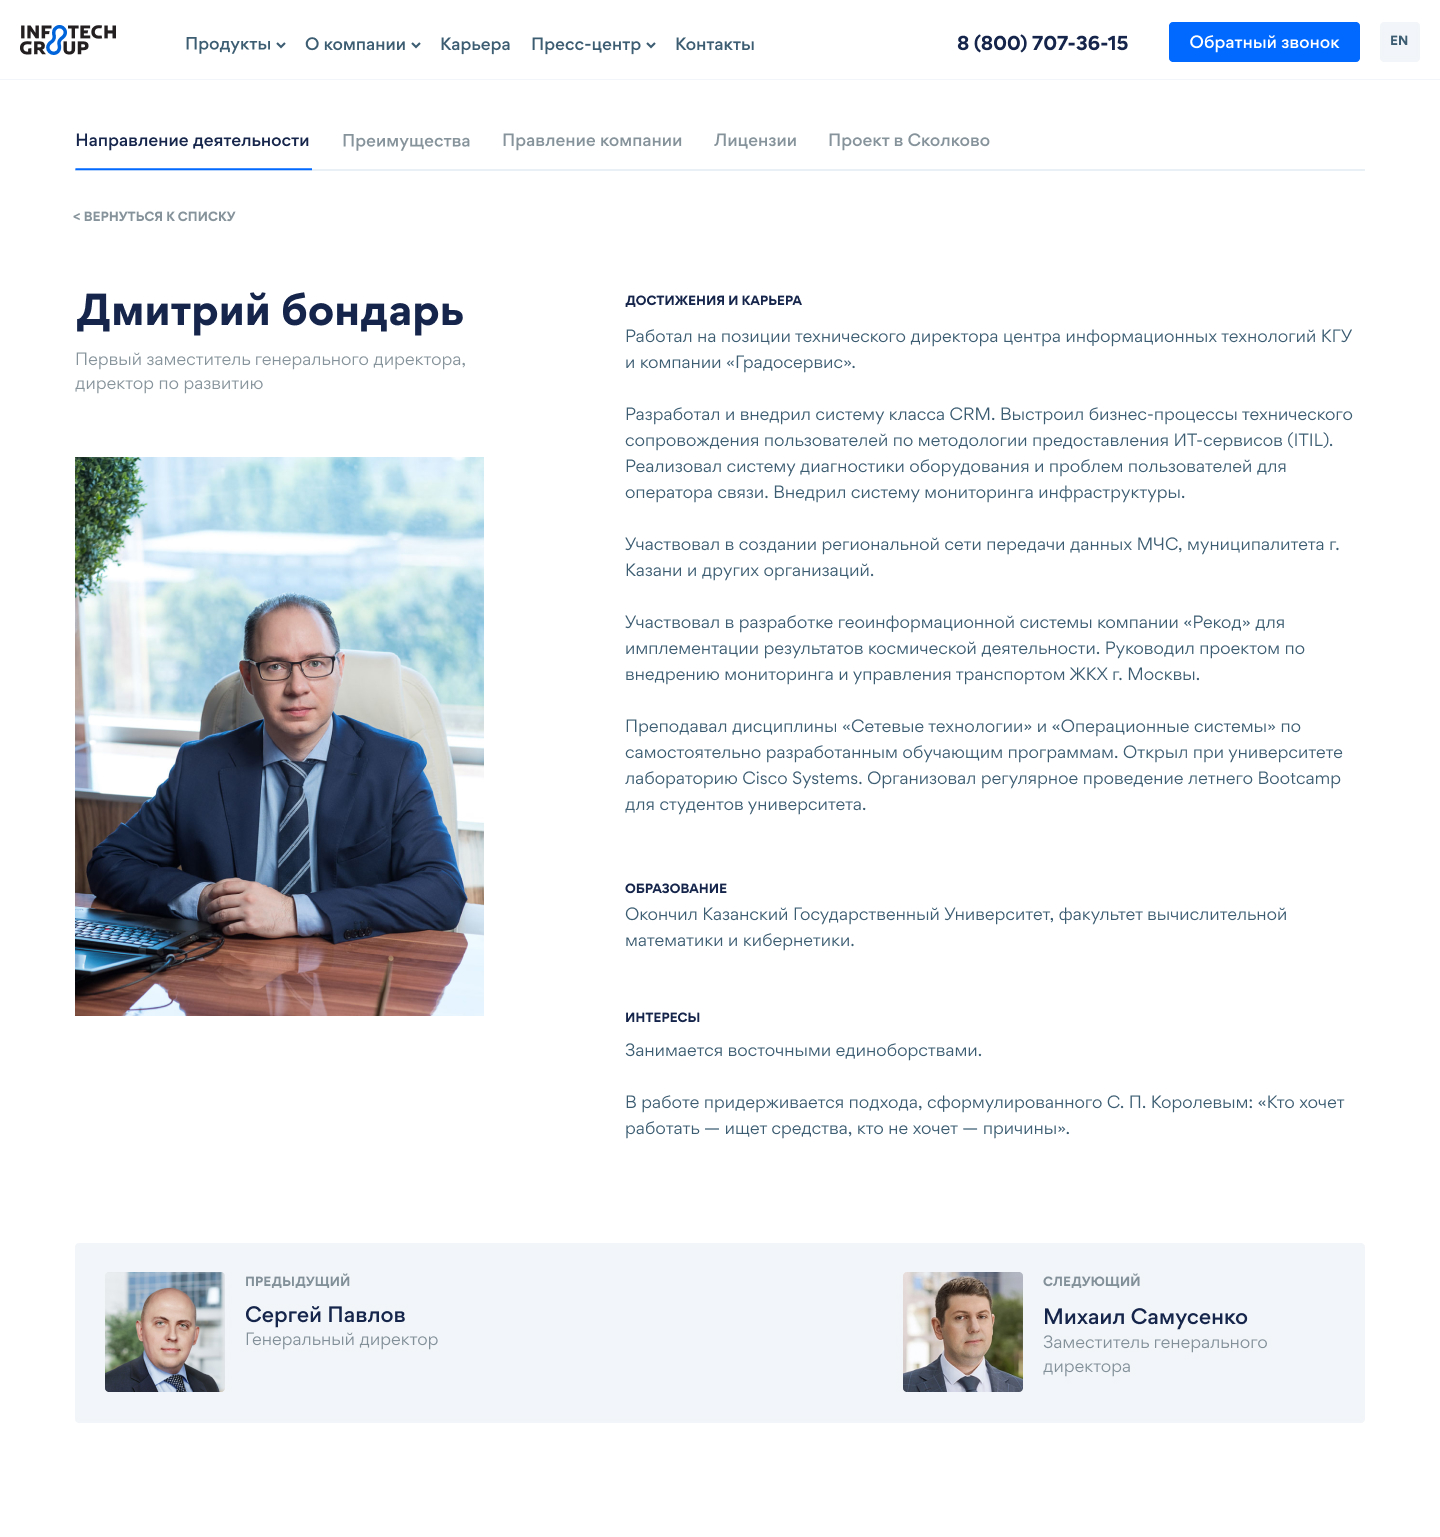 INFOTECH
GROUP
Продукты О компании Карьера Пресс-центр Контакты
8 (800) 707-36-15
Обратный звонок
EN
Направление деятельности Преимущества Правление компании Лицензии Проект в Сколково
< ВЕРНУТЬСЯ К СПИСКУ
Дмитрий бондарь
Первый заместитель генерального директора,
директор по развитию
ДОСТИЖЕНИЯ И КАРЬЕРА
Работал на позиции технического директора центра информационных технологий КГУ
и компании «Градосервис».
Разработал и внедрил систему класса CRM. Выстроил бизнес-процессы технического
сопровождения пользователей по методологии предоставления ИТ-сервисов (ITIL).
Реализовал систему диагностики оборудования и проблем пользователей для
оператора связи. Внедрил систему мониторинга инфраструктуры.
Участвовал в создании региональной сети передачи данных МЧС, муниципалитета г.
Казани и других организаций.
Участвовал в разработке геоинформационной системы компании «Рекод» для
имплементации результатов космической деятельности. Руководил проектом по
внедрению мониторинга и управления транспортом ЖКХ г. Москвы.
Преподавал дисциплины «Сетевые технологии» и «Операционные системы» по
самостоятельно разработанным обучающим программам. Открыл при университете
лабораторию Cisco Systems. Организовал регулярное проведение летнего Bootcamp
для студентов университета.
ОБРАЗОВАНИЕ
Окончил Казанский Государственный Университет, факультет вычислительной
математики и кибернетики.
ИНТЕРЕСЫ
Занимается восточными единоборствами.
В работе придерживается подхода, сформулированного С. П. Королевым: «Кто хочет
работать — ищет средства, кто не хочет — причины».
ПРЕДЫДУЩИЙ
Сергей Павлов
Генеральный директор
СЛЕДУЮЩИЙ
Михаил Самусенко
Заместитель генерального
директора